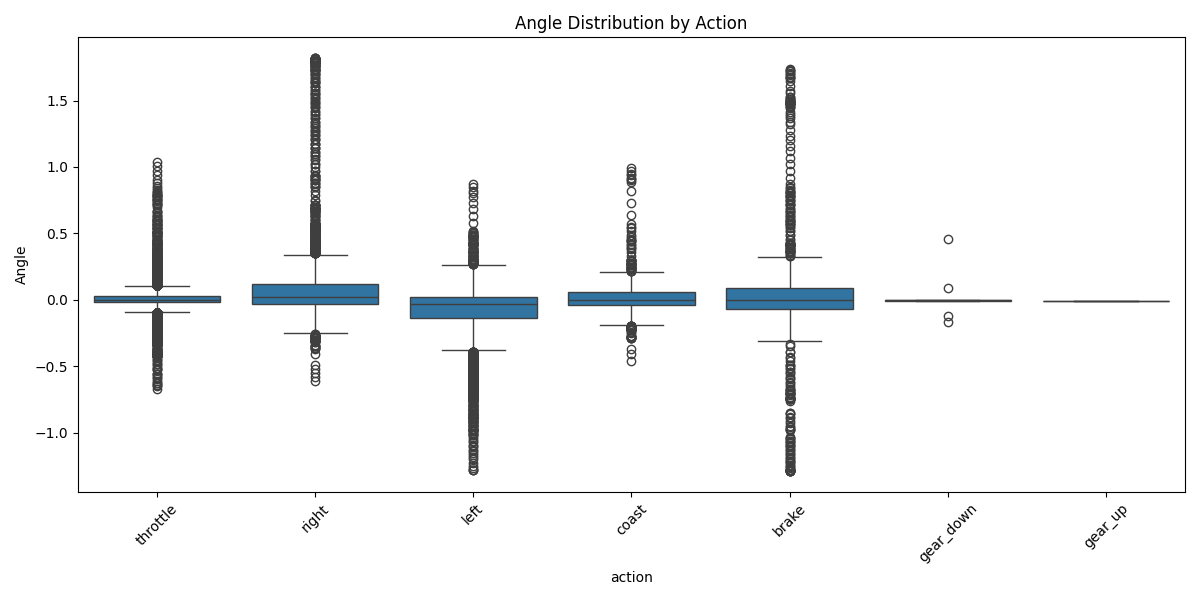 Angle Distribution by Action
Angle
1.5
1.0
0.5
0.0
−0.5
−1.0
throttle
right
left
coast
brake
gear_down
gear_up
action